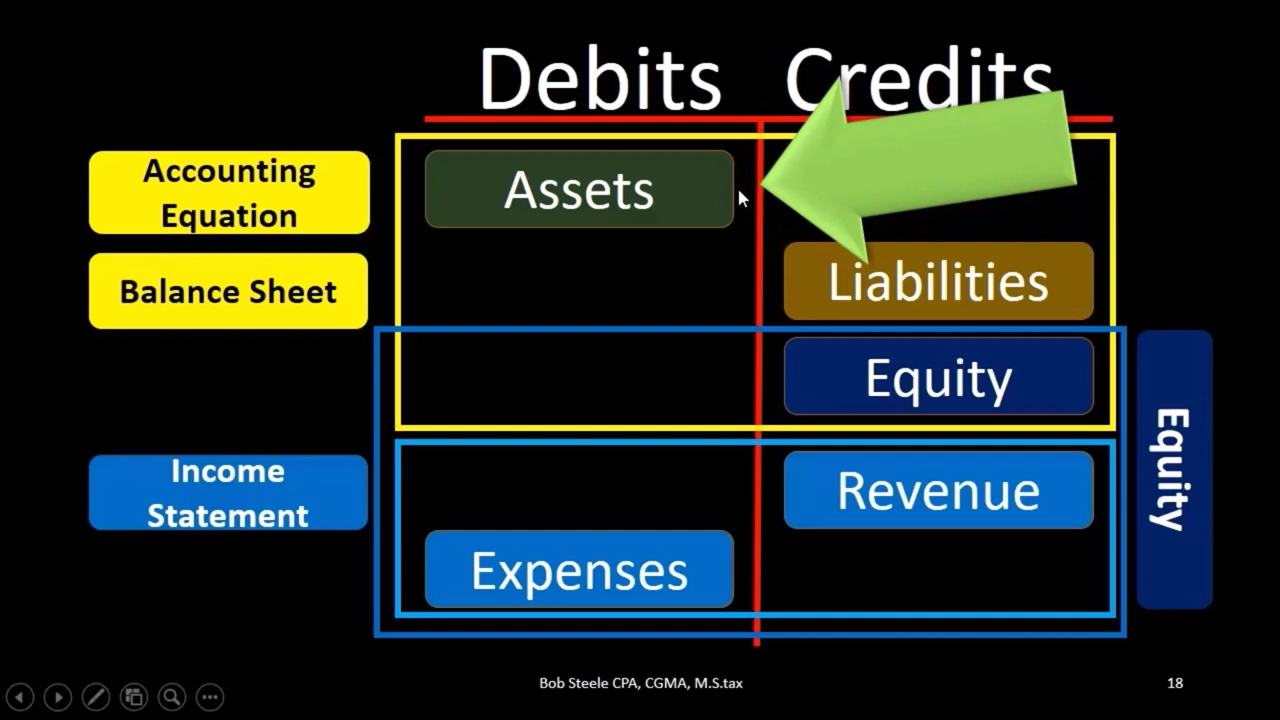 Debits Credits
Accounting
Equation
Assets
Balance Sheet
Liabilities
Equity
Equity
Income
Statement
Revenue
Expenses
Bob Steele CPA, CGMA, M.S.tax
18